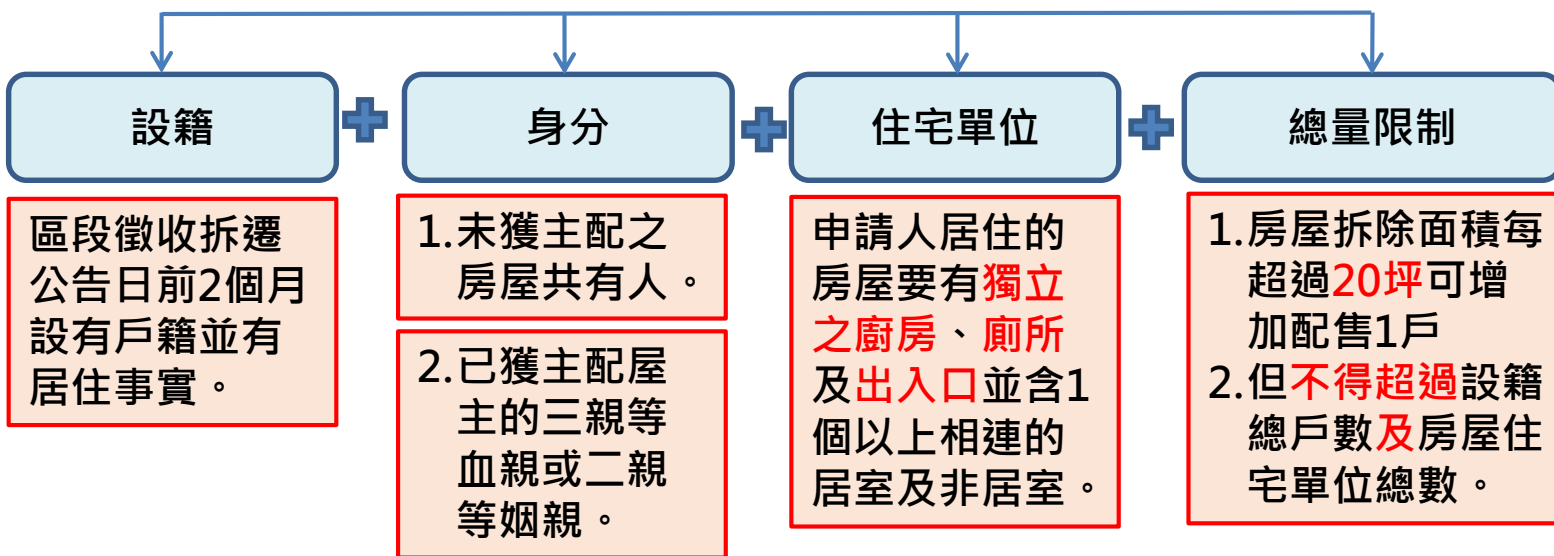 設籍
身分
住宅單位
總量限制
區段徵收拆遷
公告日前2個月
設有戶籍並有
居住事實。
1.未獲主配之
房屋共有人。
2.已獲主配屋
主的三親等
血親或二親
等姻親。
申請人居住的
房屋要有獨立
之廚房、廁所
及出入口並含1
個以上相連的
居室及非居室。
1.房屋拆除面積每
超過20坪可增
加配售1戶
2.但不得超過設籍
總戶數及房屋住
宅單位總數。